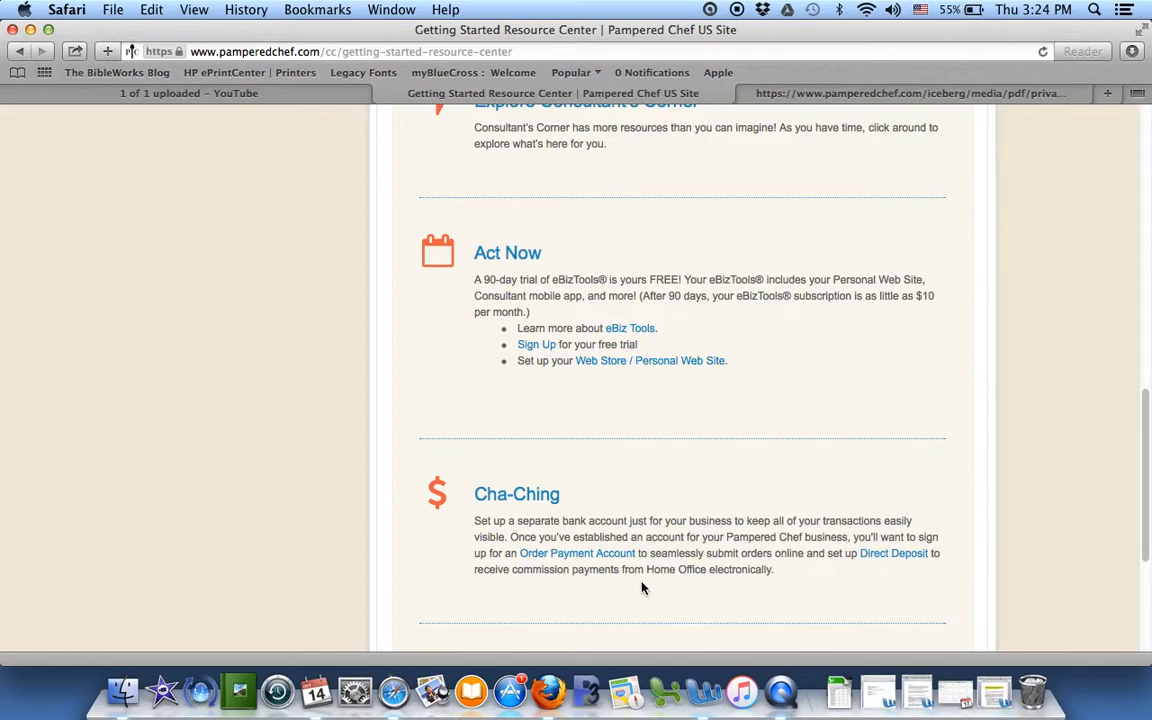 Safari File Edit View History Bookmarks Window Help 55% Thu 3:24 PM
Getting Started Resource Center | Pampered Chef US Site
https www.pamperedchef.com/cc/getting-started-resource-center Reader
The BibleWorks Blog HP ePrintCenter | Printers Legacy Fonts myBlueCross : Welcome Popular 0 Notifications Apple
1 of 1 uploaded – YouTube Getting Started Resource Center | Pampered Chef US Site https://www.pamperedchef.com/iceberg/media/pdf/priva...
Explore Consultant's Corner
Consultant's Corner has more resources than you can imagine! As you have time, click around to
explore what's here for you.
Act Now
A 90-day trial of eBizTools® is yours FREE! Your eBizTools® includes your Personal Web Site,
Consultant mobile app, and more! (After 90 days, your eBizTools® subscription is as little as $10
per month.)
• Learn more about eBiz Tools.
• Sign Up for your free trial
• Set up your Web Store / Personal Web Site.
$ Cha-Ching
Set up a separate bank account just for your business to keep all of your transactions easily
visible. Once you've established an account for your Pampered Chef business, you'll want to sign
up for an Order Payment Account to seamlessly submit orders online and set up Direct Deposit to
receive commission payments from Home Office electronically.
14
1